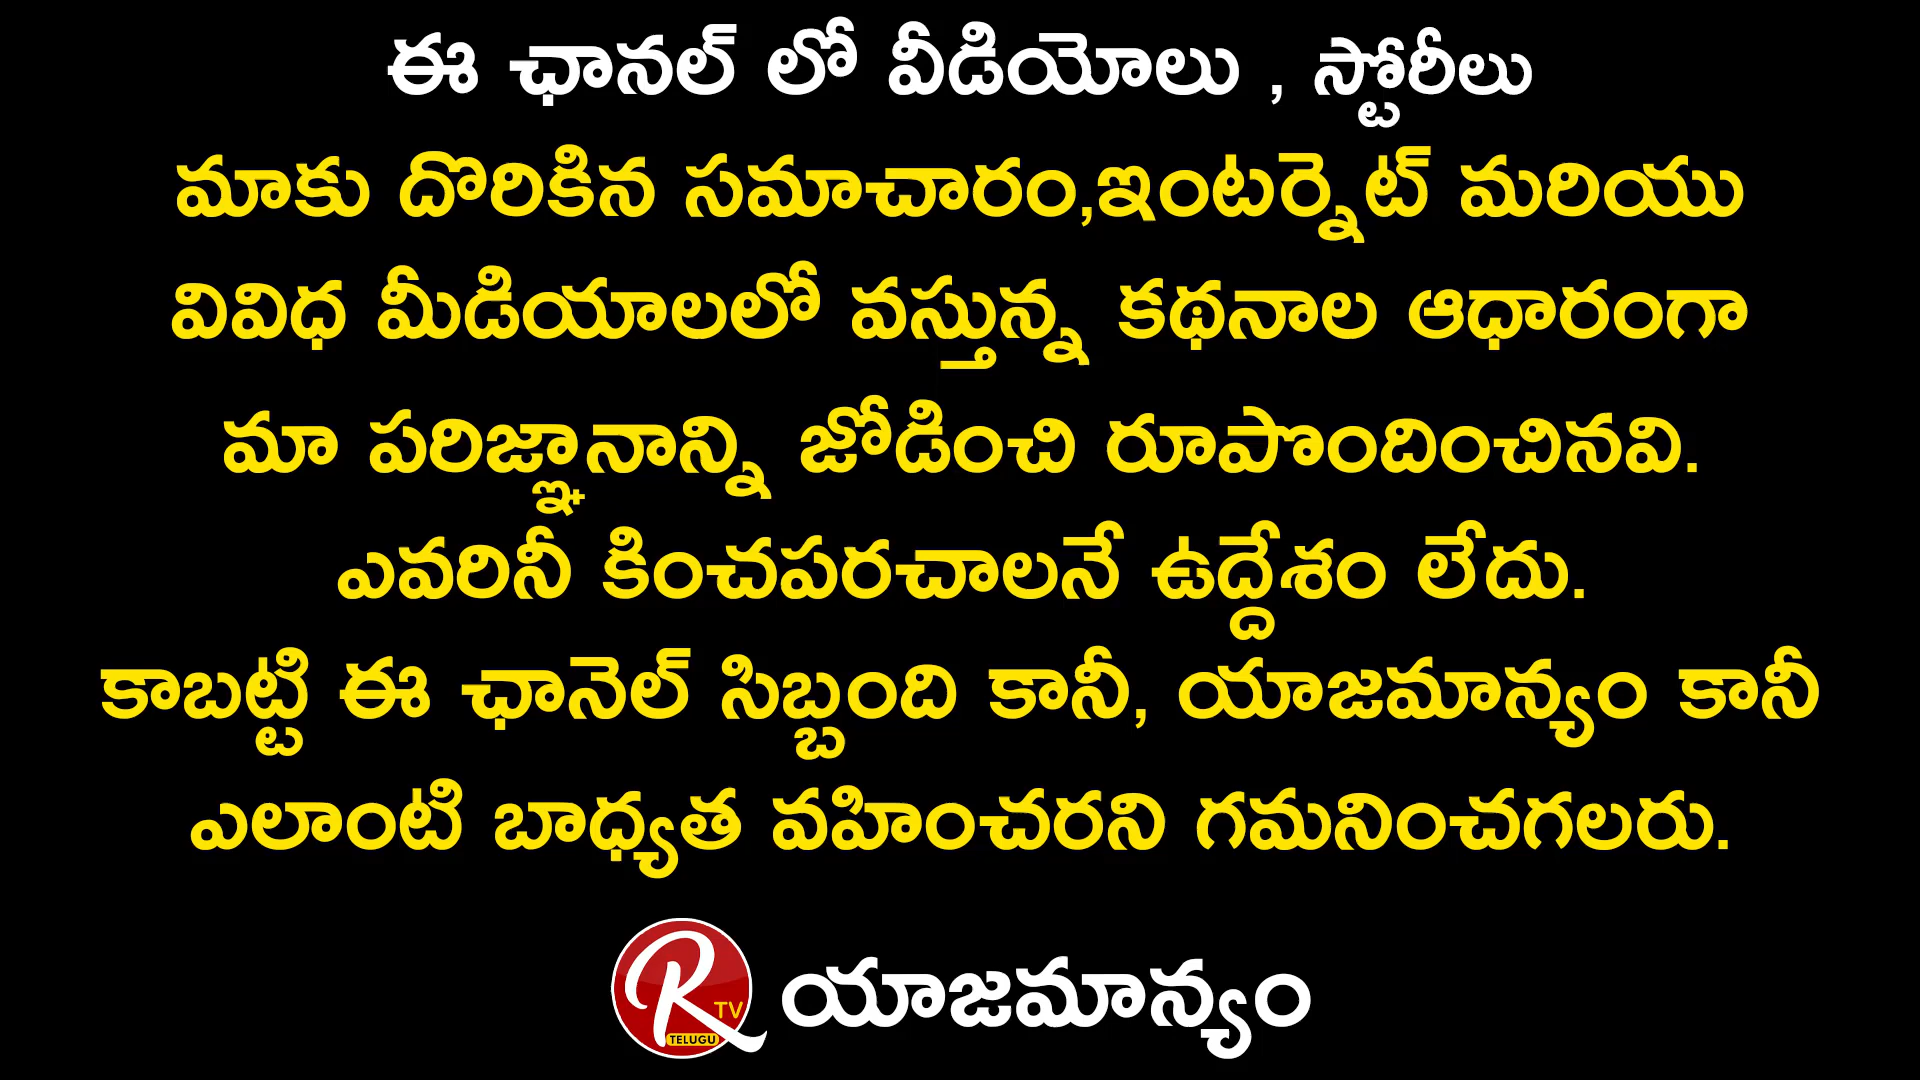 ఈ ఛానల్ లో వీడియోలు , స్టోరీలు
మాకు దొరికిన సమాచారం,ఇంటర్నెట్ మరియు
వివిధ మీడియాలలో వస్తున్న కథనాల ఆధారంగా
మా పరిజ్ఞానాన్ని జోడించి రూపొందించినవి.
ఎవరినీ కించపరచాలనే ఉద్దేశం లేదు.
కాబట్టి ఈ ఛానెల్ సిబ్బంది కానీ, యాజమాన్యం కానీ
ఎలాంటి బాధ్యత వహించరని గమనించగలరు.
R TV TELUGU యాజమాన్యం